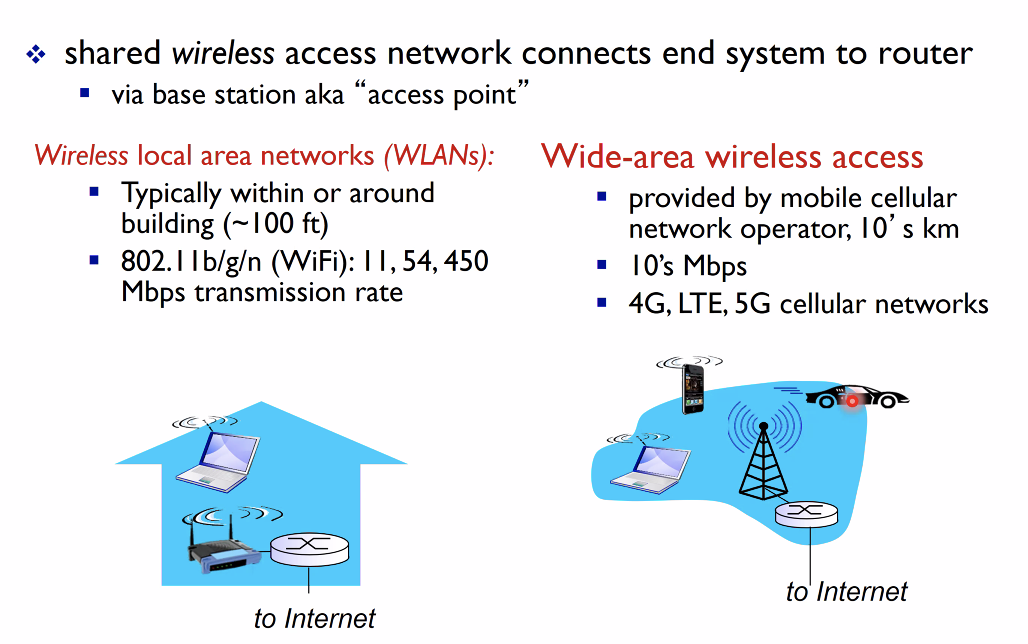 shared wireless access network connects end system to router
via base station aka “access point”
Wireless local area networks (WLANs):
Typically within or around
building (~100 ft)
802.11b/g/n (WiFi): 11, 54, 450
Mbps transmission rate
to Internet
Wide-area wireless access
provided by mobile cellular
network operator, 10’ s km
10’s Mbps
4G, LTE, 5G cellular networks
to Internet